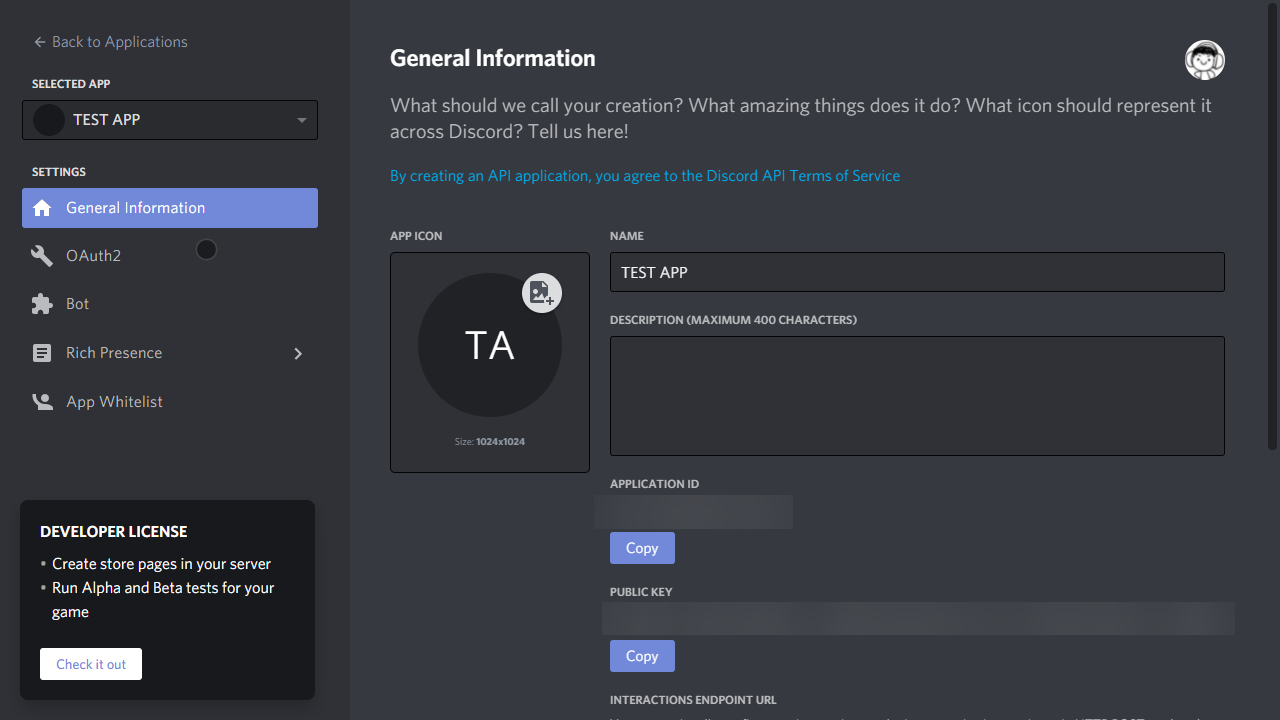 Back to Applications
SELECTED APP
TEST APP
SETTINGS
General Information
OAuth2
Bot
Rich Presence
App Whitelist
DEVELOPER LICENSE
• Create store pages in your server
• Run Alpha and Beta tests for your
game
Check it out
General Information
What should we call your creation? What amazing things does it do? What icon should represent it
across Discord? Tell us here!
By creating an API application, you agree to the Discord API Terms of Service
APP ICON
TA
Size: 1024x1024
NAME
TEST APP
DESCRIPTION (MAXIMUM 400 CHARACTERS)
APPLICATION ID
Copy
PUBLIC KEY
Copy
INTERACTIONS ENDPOINT URL